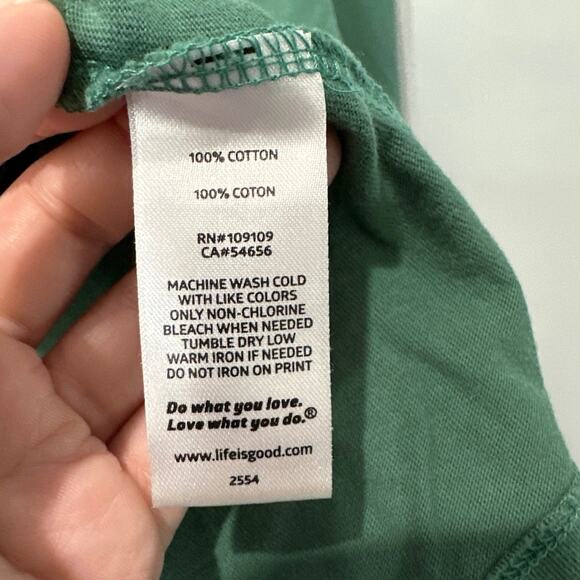 100% COTTON
100% COTON
RN#109109
CA#54656
MACHINE WASH COLD
WITH LIKE COLORS
ONLY NON-CHLORINE
BLEACH WHEN NEEDED
TUMBLE DRY LOW
WARM IRON IF NEEDED
DO NOT IRON ON PRINT
Do what you love.
Love what you do.®
www.lifeisgood.com
2554